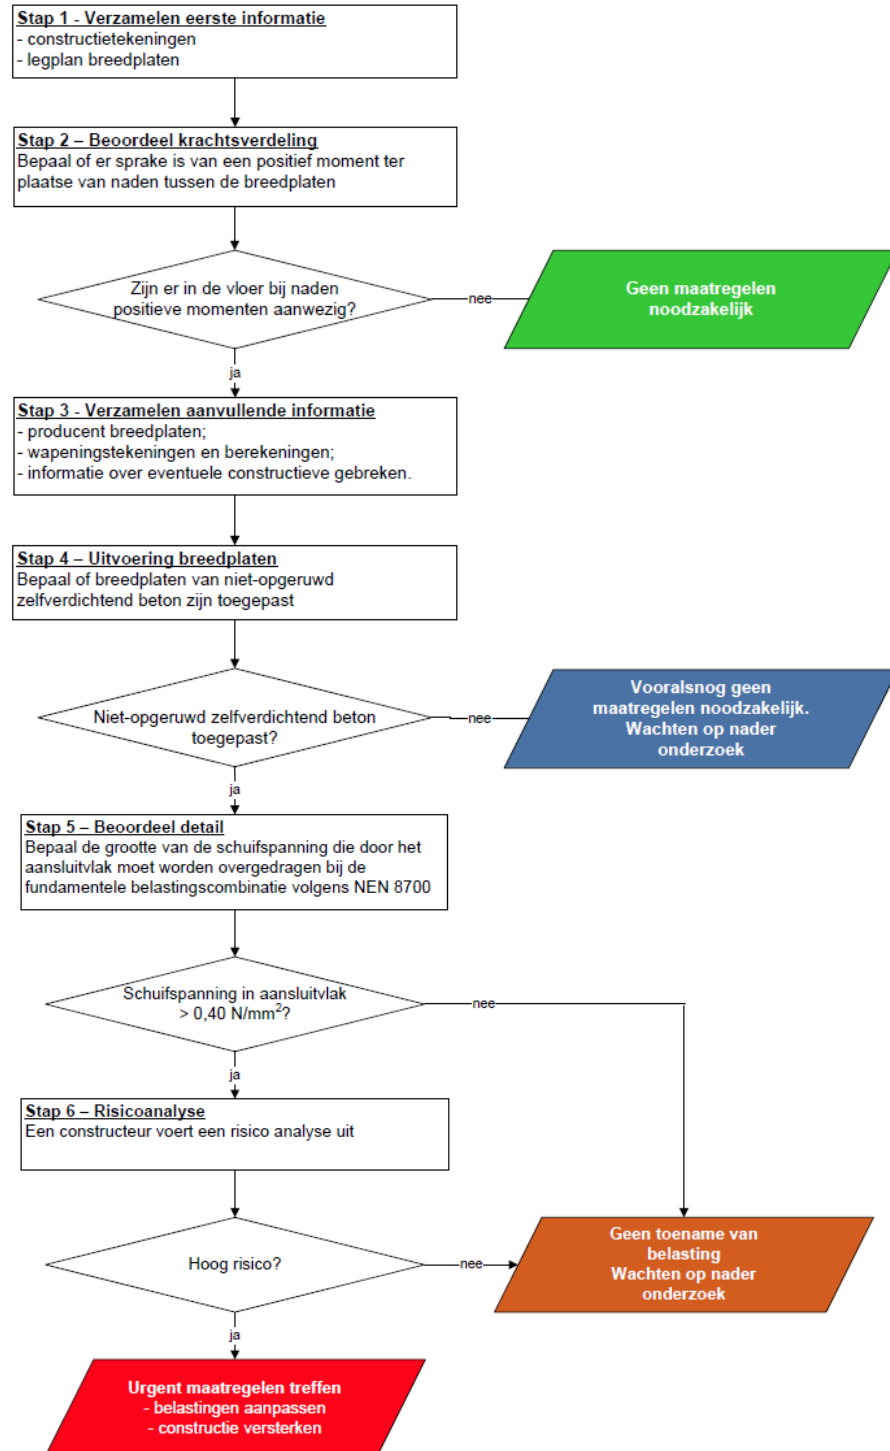 Stap 1 - Verzamelen eerste informatie
- constructietekeningen
- legplan breedplaten
Stap 2 – Beoordeel krachtsverdeling
Bepaal of er sprake is van een positief moment ter
plaatse van naden tussen de breedplaten
Zijn er in de vloer bij naden
positieve momenten aanwezig?
nee
Geen maatregelen
noodzakelijk
ja
Stap 3 - Verzamelen aanvullende informatie
- producent breedplaten;
- wapeningstekeningen en berekeningen;
- informatie over eventuele constructieve gebreken.
Stap 4 – Uitvoering breedplaten
Bepaal of breedplaten van niet-opgeruwd
zelfverdichtend beton zijn toegepast
Niet-opgeruwd zelfverdichtend beton
toegepast?
nee
Vooralsnog geen
maatregelen noodzakelijk.
Wachten op nader
onderzoek
ja
Stap 5 – Beoordeel detail
Bepaal de grootte van de schuifspanning die door het
aansluitvlak moet worden overgedragen bij de
fundamentele belastingscombinatie volgens NEN 8700
Schuifspanning in aansluitvlak
> 0,40 N/mm²?
nee
ja
Stap 6 – Risicoanalyse
Een constructeur voert een risico analyse uit
Hoog risico?
nee
Geen toename van
belasting
Wachten op nader
onderzoek
ja
Urgent maatregelen treffen
- belastingen aanpassen
- constructie versterken